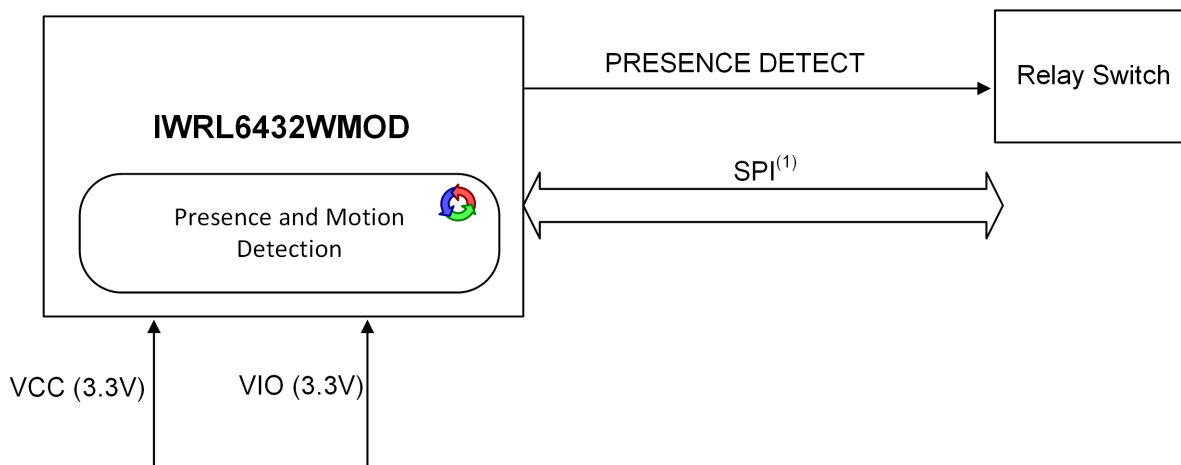 PRESENCE DETECT
Relay Switch
IWRL6432WMOD
SPI(1)
Presence and Motion
Detection
VCC (3.3V)
VIO (3.3V)